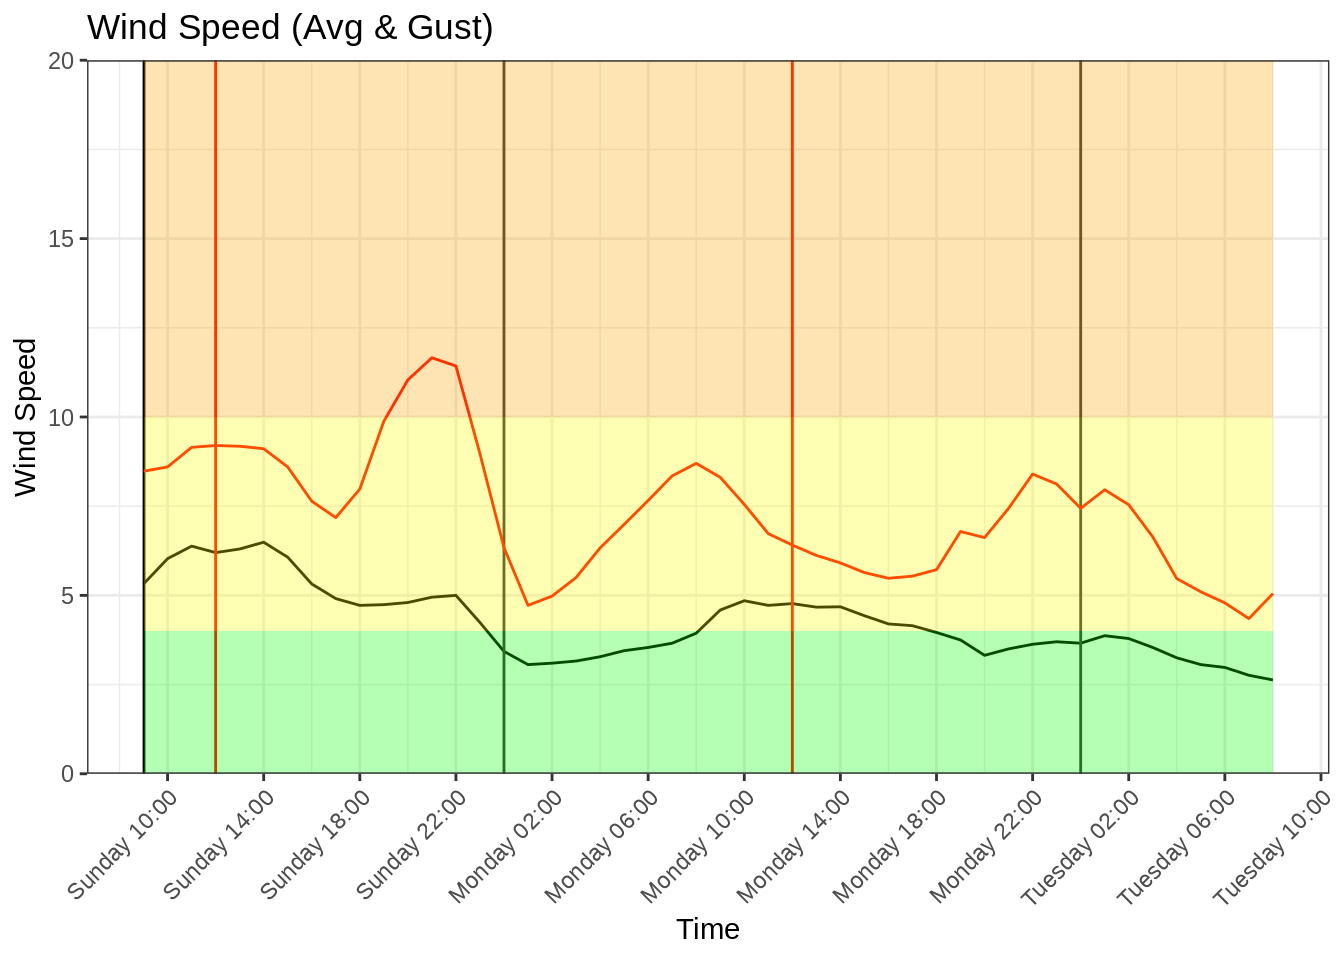 Wind Speed (Avg & Gust)
20
15
10
5
0
Wind Speed
Sunday 10:00
Sunday 14:00
Sunday 18:00
Sunday 22:00
Monday 02:00
Monday 06:00
Monday 10:00
Monday 14:00
Monday 18:00
Monday 22:00
Tuesday 02:00
Tuesday 06:00
Tuesday 10:00
Time